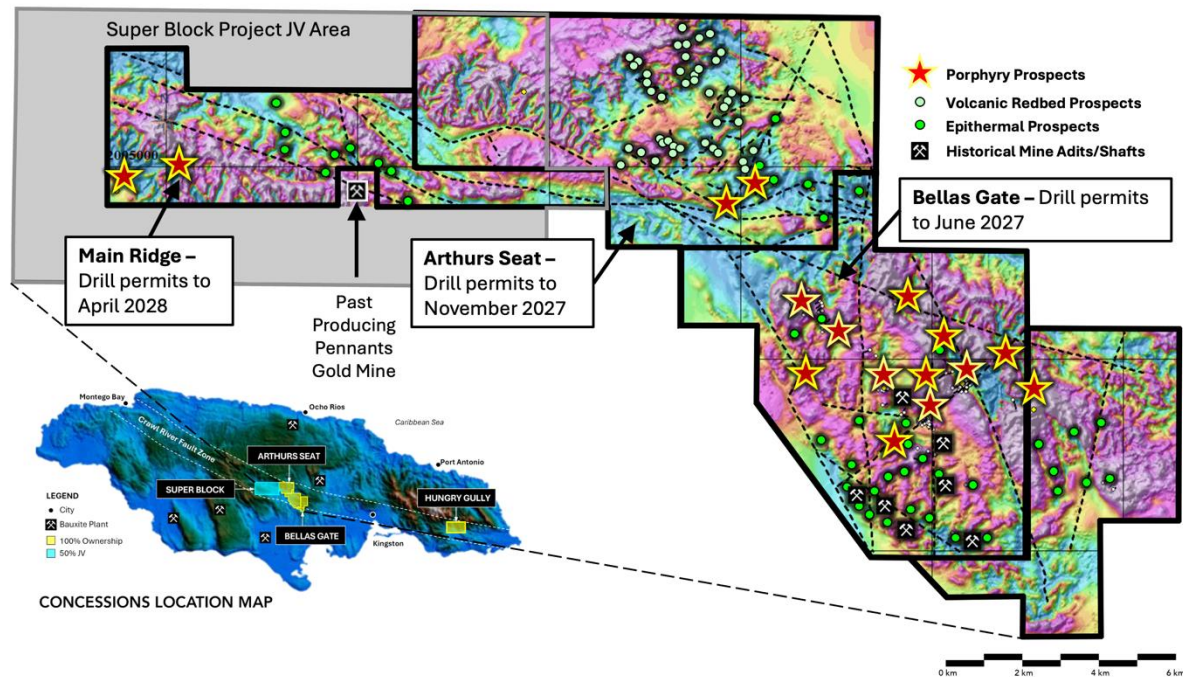 Super Block Project JV Area
Porphyry Prospects
Volcanic Redbed Prospects
Epithermal Prospects
Historical Mine Adits/Shafts
2005000
Bellas Gate – Drill permits
to June 2027
Main Ridge –
Drill permits to
April 2028
Arthurs Seat –
Drill permits to
November 2027
Past
Producing
Pennants
Gold Mine
Montego Bay
Ocho Rios
Caribbean Sea
Crawl River Fault Zone
Port Antonio
ARTHURS SEAT
SUPER BLOCK
HUNGRY GULLY
BELLAS GATE
Kingston
LEGEND
City
Bauxite Plant
100% Ownership
50% JV
CONCESSIONS LOCATION MAP
0 km 2 km 4 km 6 km